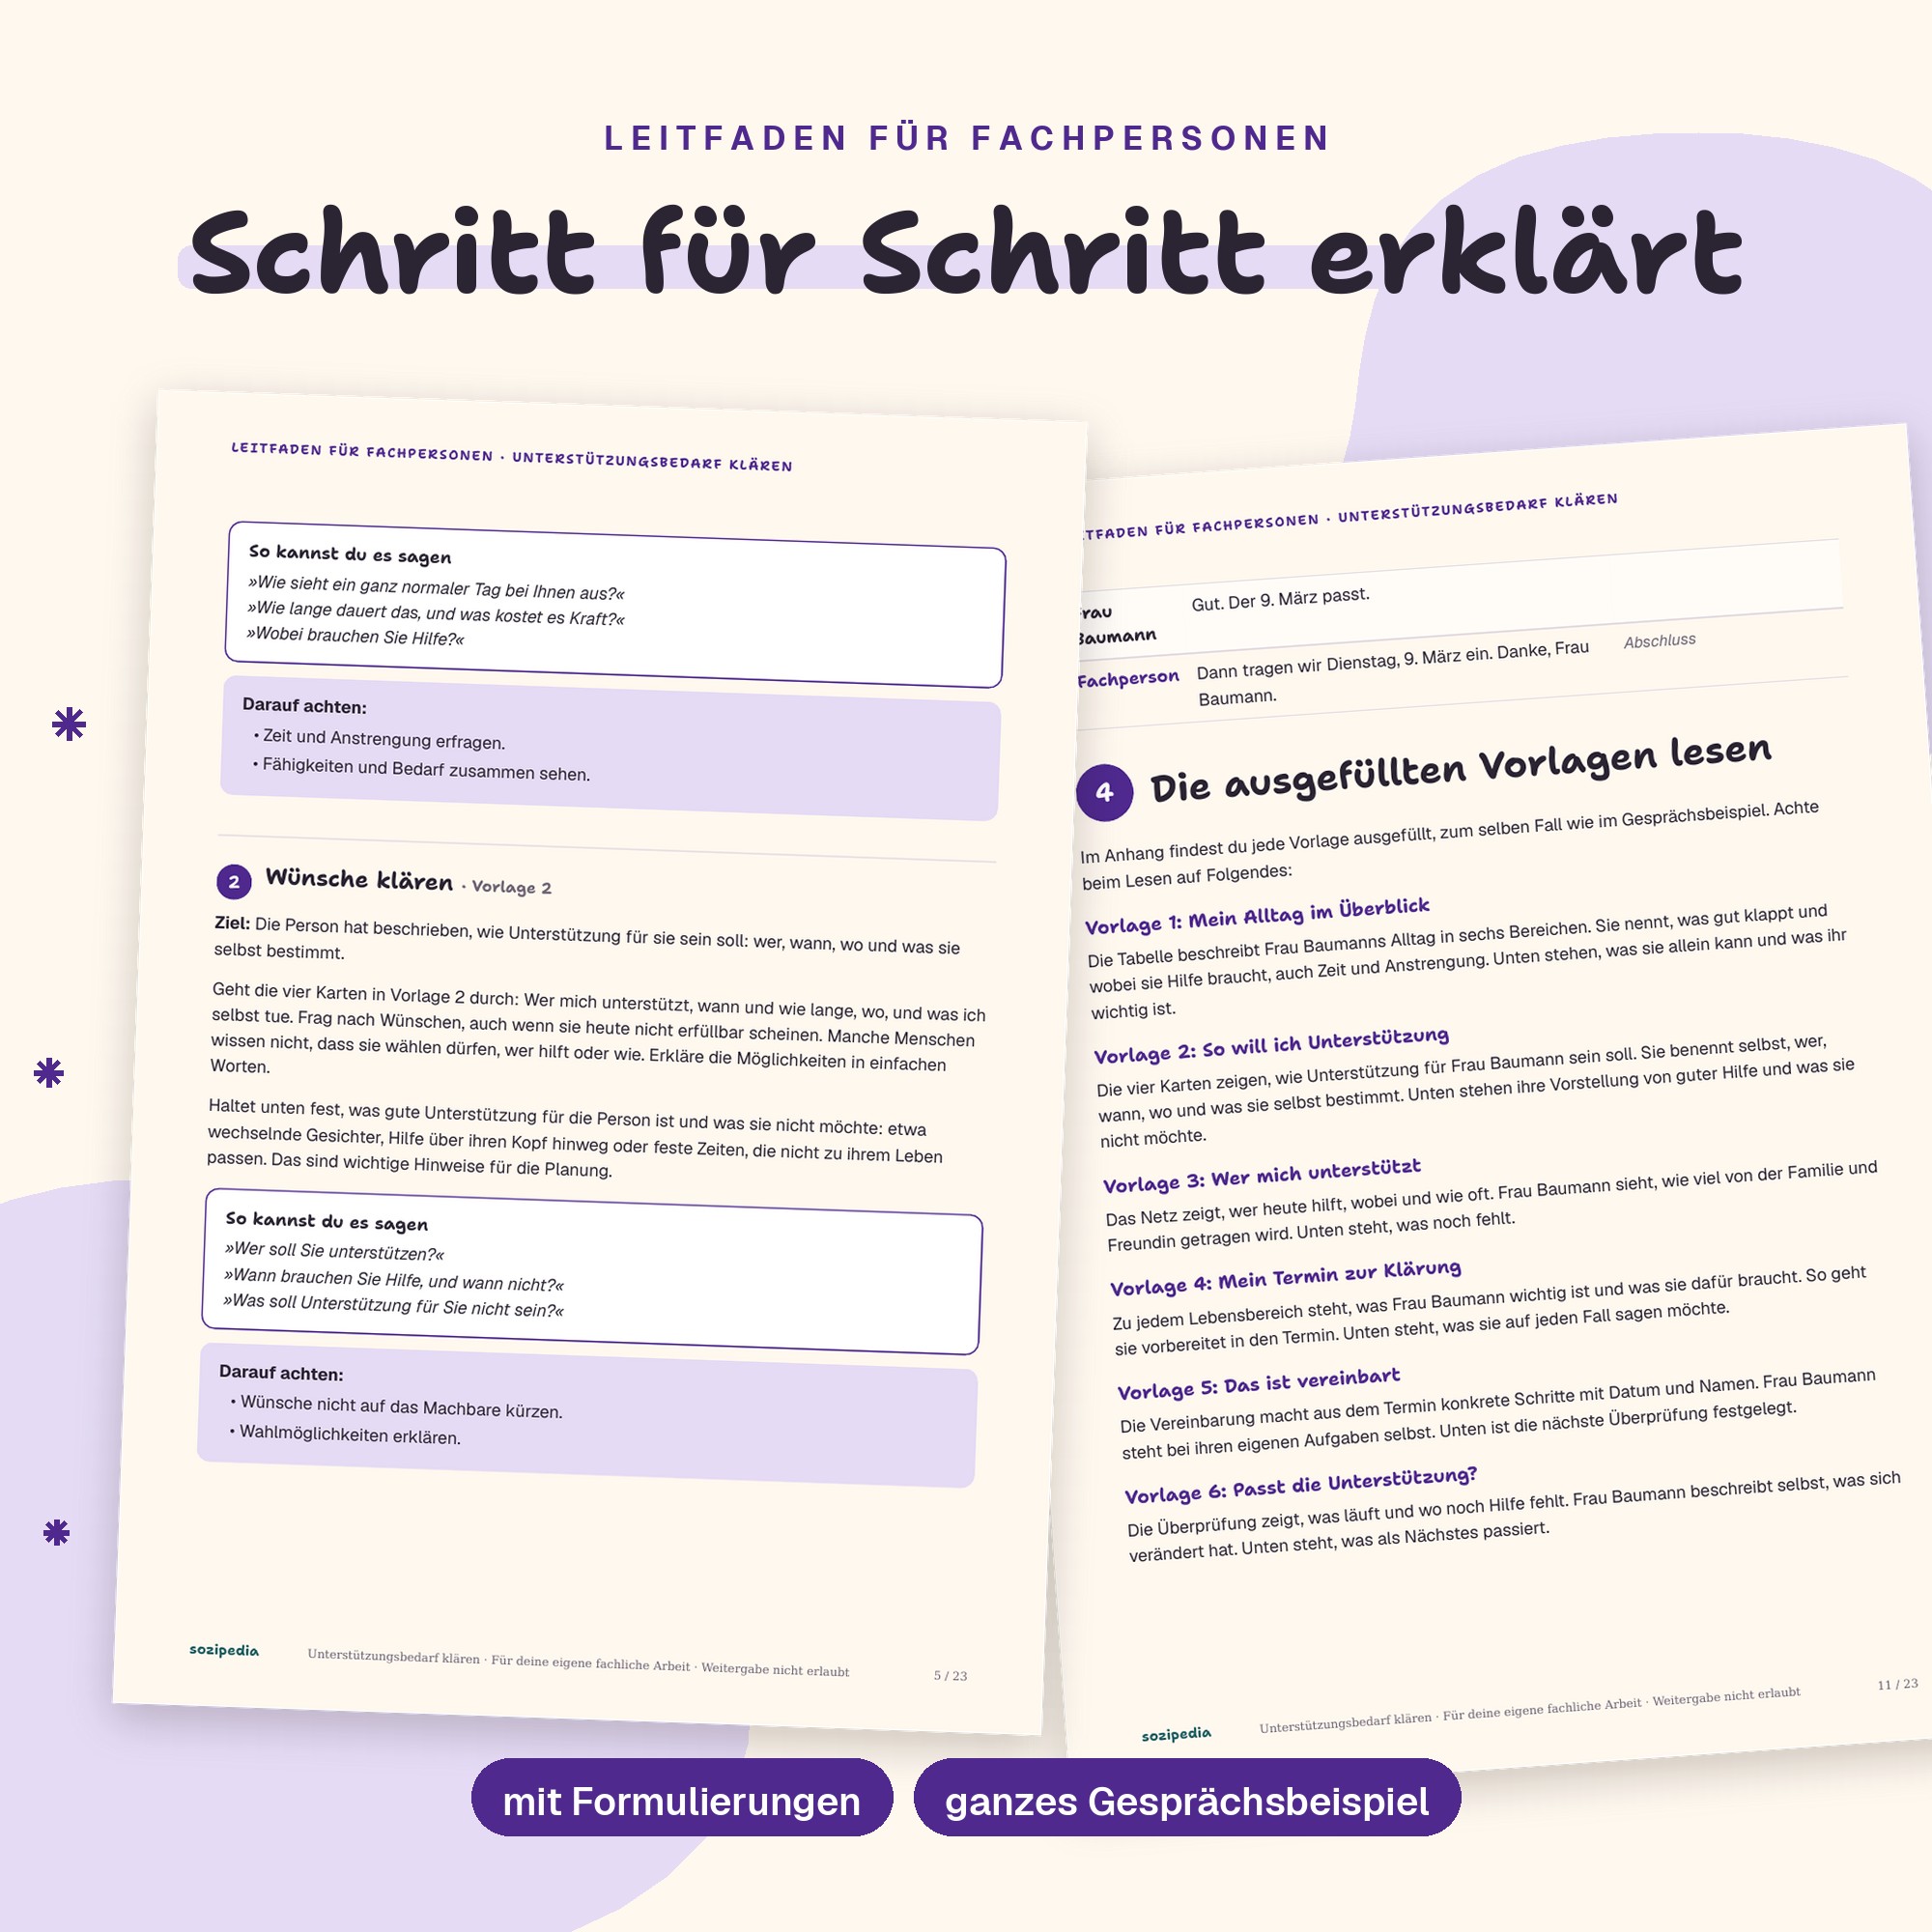 LEITFADEN FÜR FACHPERSONEN
Schritt für Schritt erklärt
LEITFADEN FÜR FACHPERSONEN · UNTERSTÜTZUNGSBEDARF KLÄREN
So kannst du es sagen
»Wie sieht ein ganz normaler Tag bei Ihnen aus?«
»Wie lange dauert das, und was kostet es Kraft?«
»Wobei brauchen Sie Hilfe?«
Darauf achten:
• Zeit und Anstrengung erfragen.
• Fähigkeiten und Bedarf zusammen sehen.
2 Wünsche klären · Vorlage 2
Ziel: Die Person hat beschrieben, wie Unterstützung für sie sein soll: wer, wann, wo und was sie
selbst bestimmt.
Geht die vier Karten in Vorlage 2 durch: Wer mich unterstützt, wann und wie lange, wo, und was ich
selbst tue. Frag nach Wünschen, auch wenn sie heute nicht erfüllbar scheinen. Manche Menschen
wissen nicht, dass sie wählen dürfen, wer hilft oder wie. Erkläre die Möglichkeiten in einfachen
Worten.
Haltet unten fest, was gute Unterstützung für die Person ist und was sie nicht möchte: etwa
wechselnde Gesichter, Hilfe über ihren Kopf hinweg oder feste Zeiten, die nicht zu ihrem Leben
passen. Das sind wichtige Hinweise für die Planung.
So kannst du es sagen
»Wer soll Sie unterstützen?«
»Wann brauchen Sie Hilfe, und wann nicht?«
»Was soll Unterstützung für Sie nicht sein?«
Darauf achten:
• Wünsche nicht auf das Machbare kürzen.
• Wahlmöglichkeiten erklären.
sozipedia Unterstützungsbedarf klären · Für deine eigene fachliche Arbeit · Weitergabe nicht erlaubt 5 / 23
ITFADEN FÜR FACHPERSONEN · UNTERSTÜTZUNGSBEDARF KLÄREN
Frau Gut. Der 9. März passt.
Baumann
Fachperson Dann tragen wir Dienstag, 9. März ein. Danke, Frau Abschluss
Baumann.
4 Die ausgefüllten Vorlagen lesen
Im Anhang findest du jede Vorlage ausgefüllt, zum selben Fall wie im Gesprächsbeispiel. Achte
beim Lesen auf Folgendes:
Vorlage 1: Mein Alltag im Überblick
Die Tabelle beschreibt Frau Baumanns Alltag in sechs Bereichen. Sie nennt, was gut klappt und
wobei sie Hilfe braucht, auch Zeit und Anstrengung. Unten stehen, was sie allein kann und was ihr
wichtig ist.
Vorlage 2: So will ich Unterstützung
Die vier Karten zeigen, wie Unterstützung für Frau Baumann sein soll. Sie benennt selbst, wer,
wann, wo und was sie selbst bestimmt. Unten stehen ihre Vorstellung von guter Hilfe und was sie
nicht möchte.
Vorlage 3: Wer mich unterstützt
Das Netz zeigt, wer heute hilft, wobei und wie oft. Frau Baumann sieht, wie viel von der Familie und
Freundin getragen wird. Unten steht, was noch fehlt.
Vorlage 4: Mein Termin zur Klärung
Zu jedem Lebensbereich steht, was Frau Baumann wichtig ist und was sie dafür braucht. So geht
sie vorbereitet in den Termin. Unten steht, was sie auf jeden Fall sagen möchte.
Vorlage 5: Das ist vereinbart
Die Vereinbarung macht aus dem Termin konkrete Schritte mit Datum und Namen. Frau Baumann
steht bei ihren eigenen Aufgaben selbst. Unten ist die nächste Überprüfung festgelegt.
Vorlage 6: Passt die Unterstützung?
Die Überprüfung zeigt, was läuft und wo noch Hilfe fehlt. Frau Baumann beschreibt selbst, was sich
verändert hat. Unten steht, was als Nächstes passiert.
sozipedia Unterstützungsbedarf klären · Für deine eigene fachliche Arbeit · Weitergabe nicht erlaubt 11 / 23
mit Formulierungen
ganzes Gesprächsbeispiel